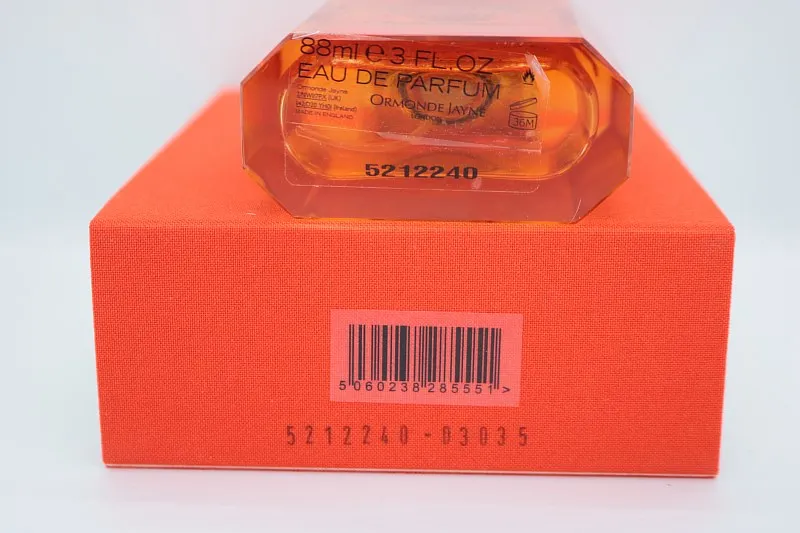 88ml e 3 FL.OZ
EAU DE PARFUM
Ormonde Jayne
ORMONDE JAYNE
LONDON
MADE IN ENGLAND
36M
5212240
5 060238 285551 >
5212240-03035